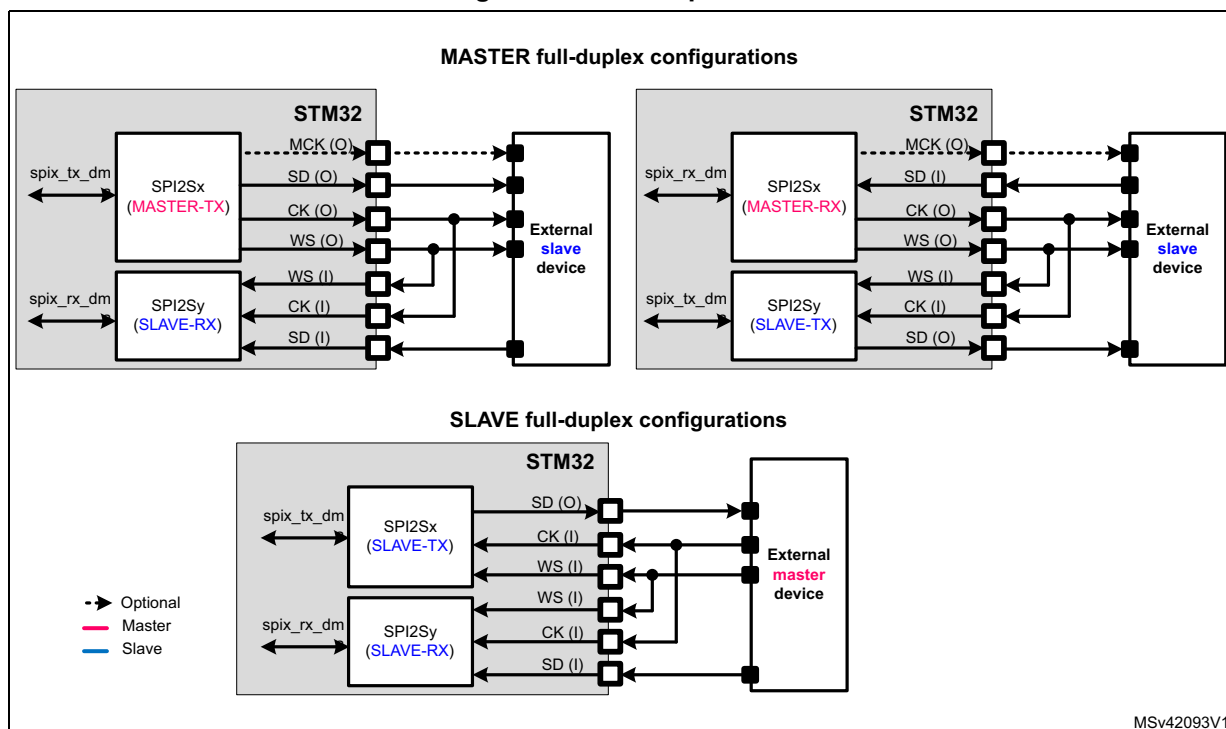 MASTER full-duplex configurations
STM32
MCK (O)
spix_tx_dm
SPI2Sx
(MASTER-TX)
SD (O)
CK (O)
WS (O)
WS (I)
spix_rx_dm
SPI2Sy
(SLAVE-RX)
CK (I)
SD (I)
External
slave
device
STM32
MCK (O)
spix_rx_dm
SPI2Sx
(MASTER-RX)
SD (I)
CK (O)
WS (O)
WS (I)
spix_tx_dm
SPI2Sy
(SLAVE-TX)
CK (I)
SD (O)
External
slave
device
SLAVE full-duplex configurations
STM32
SD (O)
spix_tx_dm
SPI2Sx
(SLAVE-TX)
CK (I)
WS (I)
WS (I)
spix_rx_dm
SPI2Sy
(SLAVE-RX)
CK (I)
SD (I)
External
master
device
Optional
Master
Slave
MSv42093V1